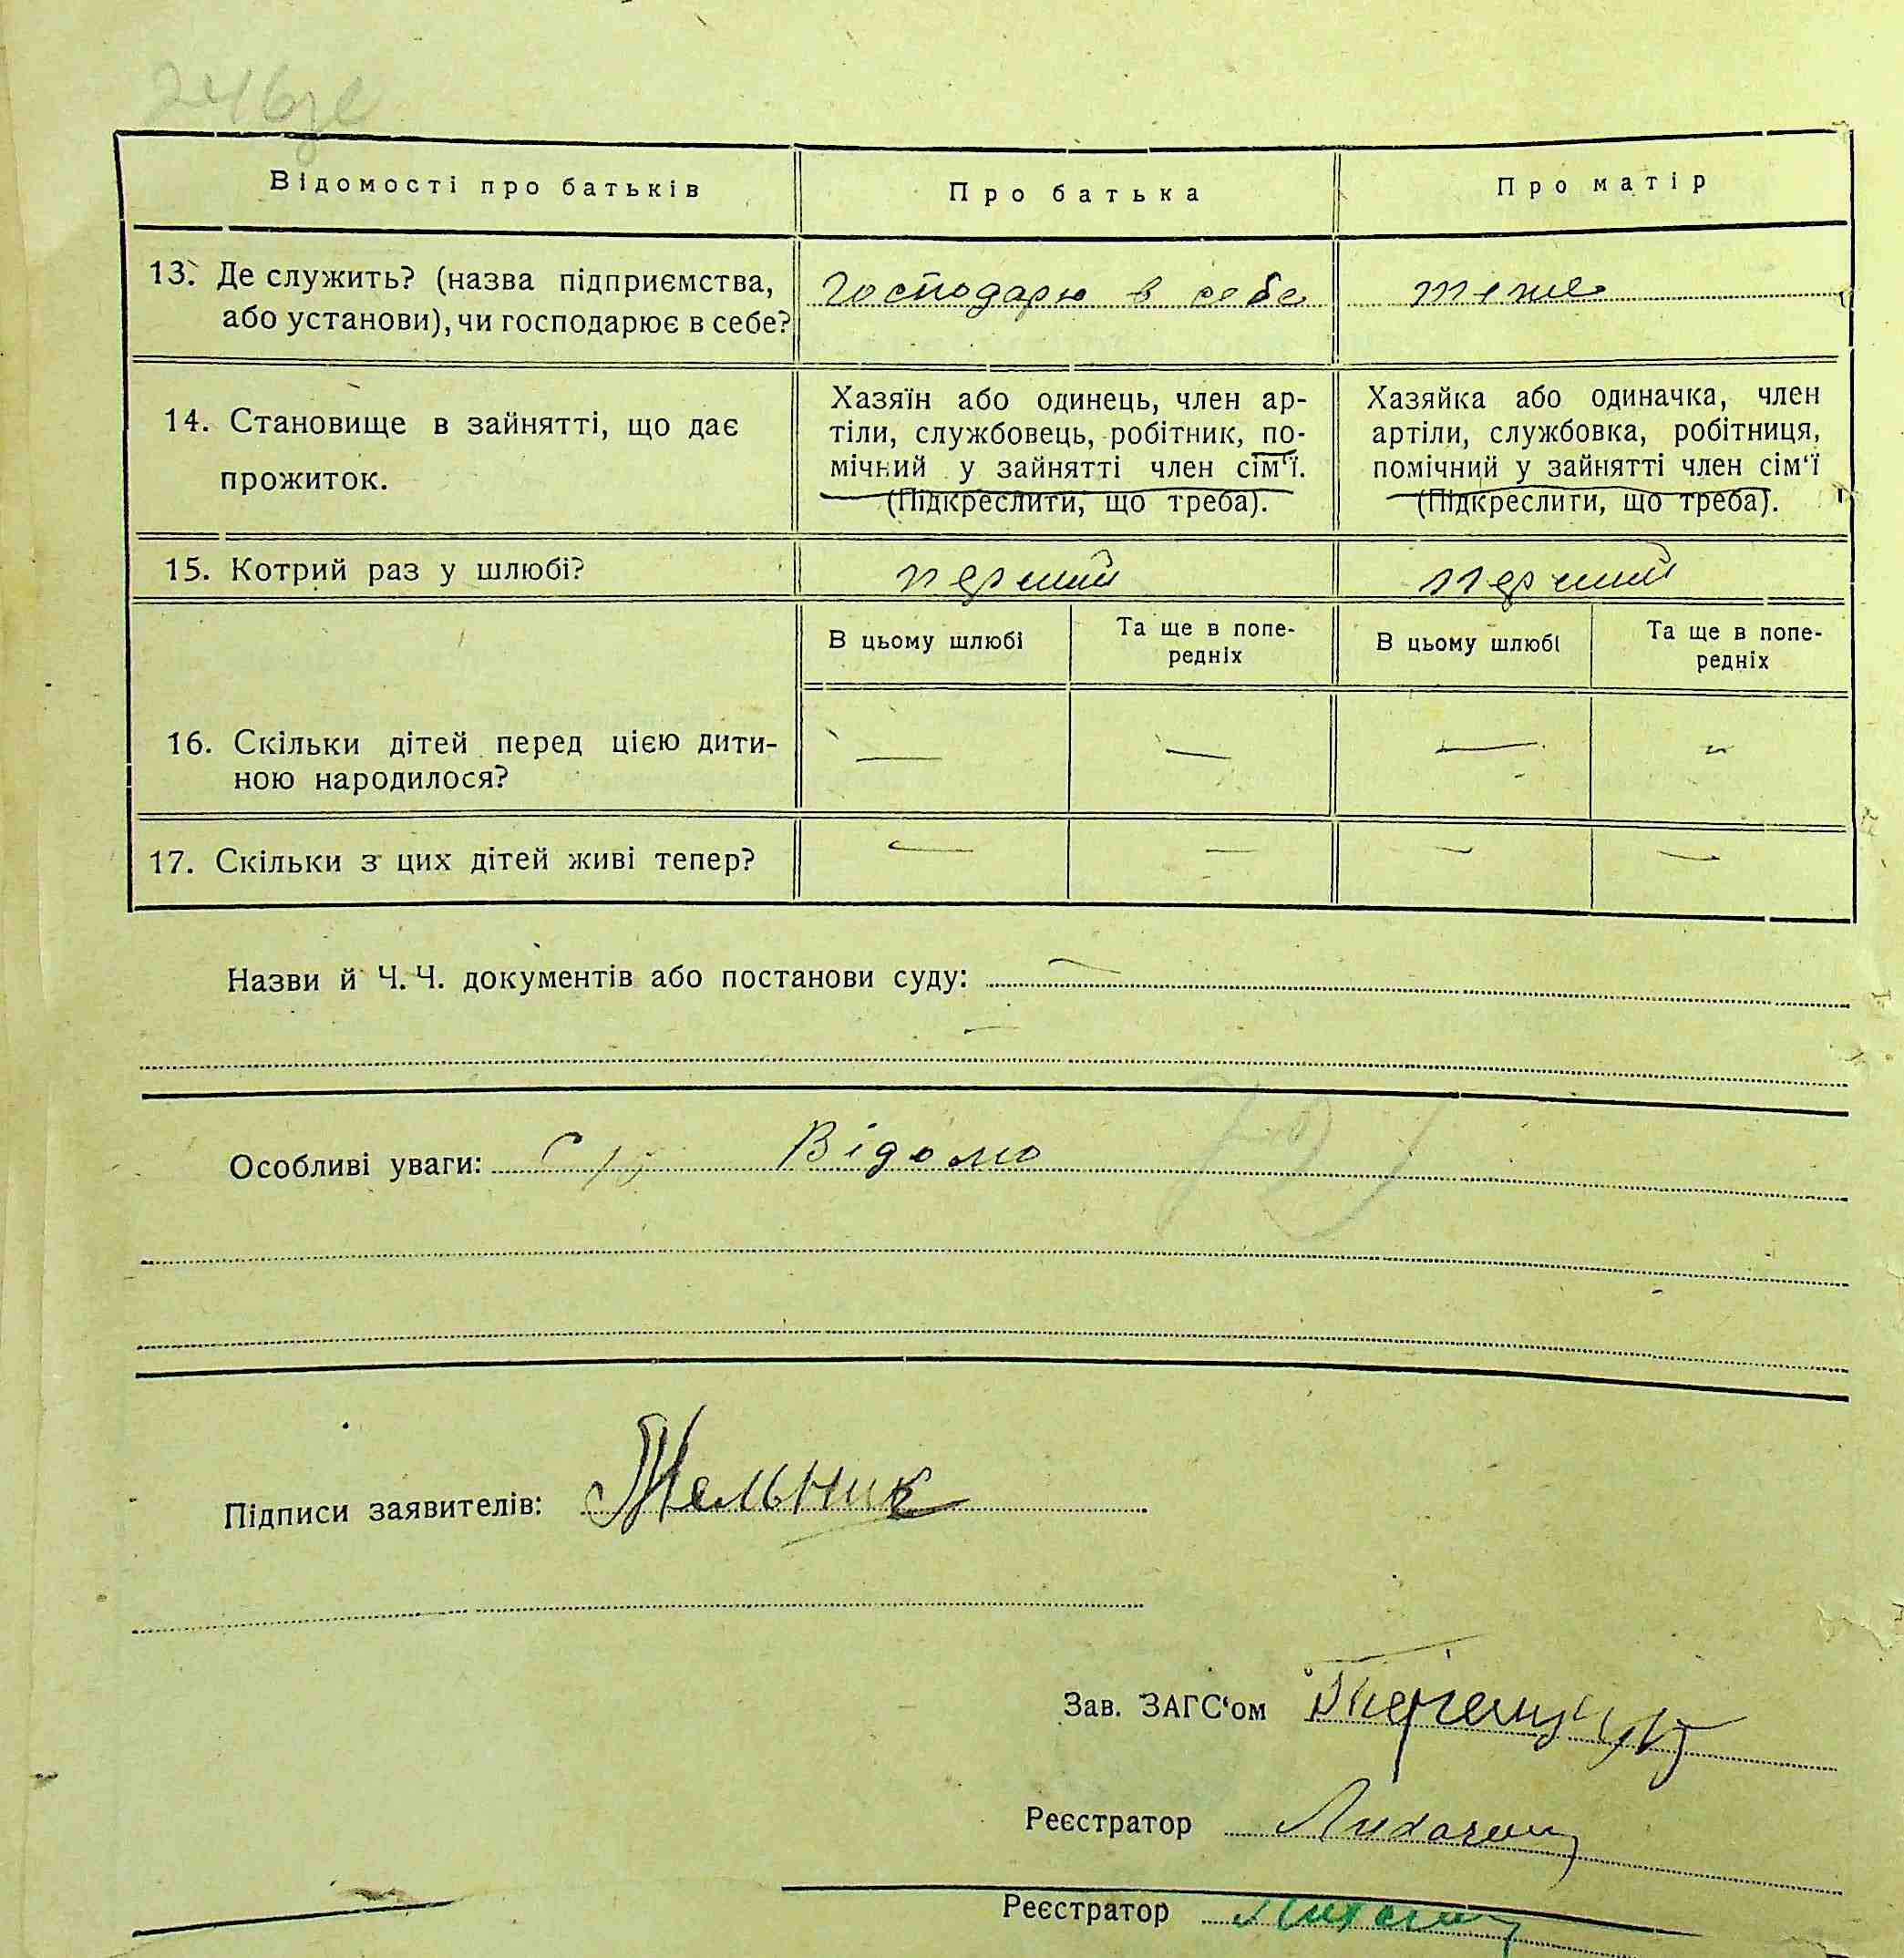 Відомості про батьків Про батька Про матір
13. Де служить? (назва підприємства, або установи), чи господарює в себе? господарю в себе теже
14. Становище в зайнятті, що дає прожиток.
Хазяїн або одинець, член ар-
тіли, службовець, робітник, по-
мічний у зайнятті член сім‘ї.
(Підкреслити, що треба).
Хазяйка або одиначка, член
артіли, службовка, робітниця,
помічний у зайнятті член сім‘ї
(Підкреслити, що треба).
15. Котрий раз у шлюбі? перший перший
В цьому шлюбі Та ще в попе-
редніх
В цьому шлюбі Та ще в попе-
редніх
16. Скільки дітей перед цією дити-
ною народилося? — — — —
17. Скільки з цих дітей живі тепер? — — — —
Назви й Ч. Ч. документів або постанови суду: —
—
Особливі уваги: Відомо
Підписи заявителів: Мельник
Зав. ЗАГС‘ом
Реєстратор
Реєстратор